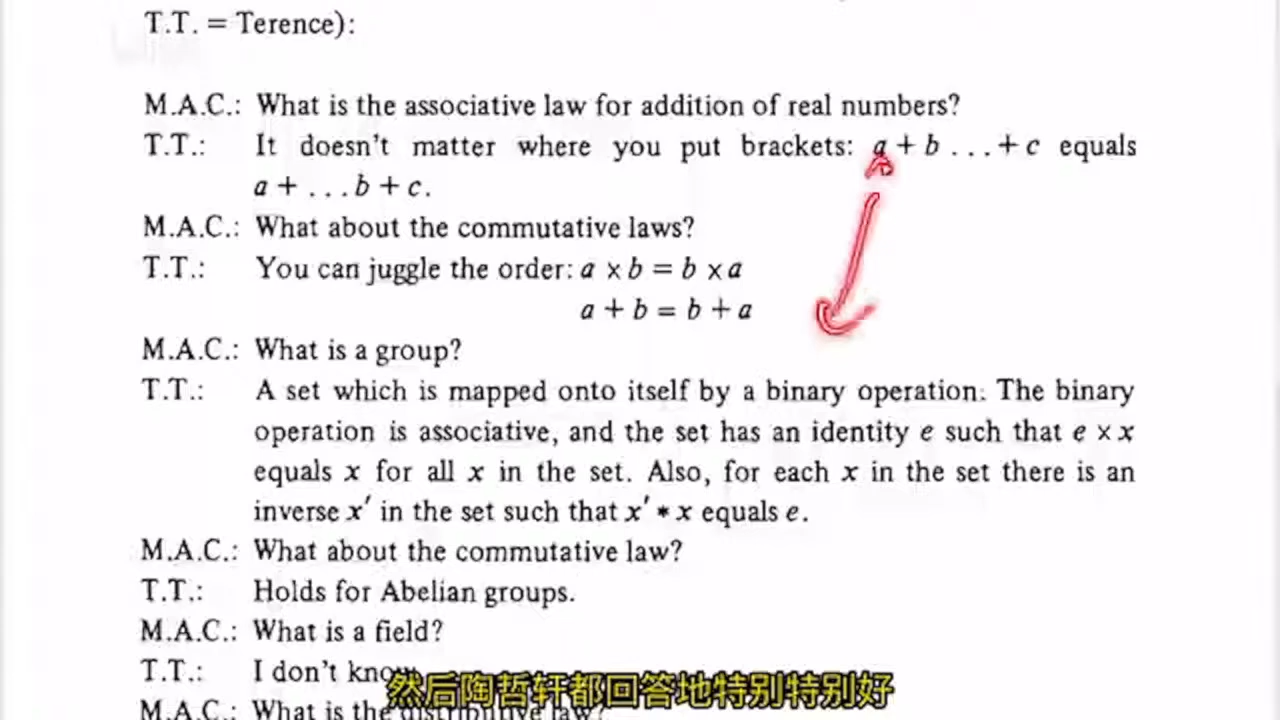 T.T. = Terence):
M.A.C.: What is the associative law for addition of real numbers?
T.T.: It doesn't matter where you put brackets: a + b ... + c equals
a + ... b + c.
M.A.C.: What about the commutative laws?
T.T.: You can juggle the order: a × b = b × a
a + b = b + a
M.A.C.: What is a group?
T.T.: A set which is mapped onto itself by a binary operation. The binary
operation is associative, and the set has an identity e such that e × x
equals x for all x in the set. Also, for each x in the set there is an
inverse x′ in the set such that x′ * x equals e.
M.A.C.: What about the commutative law?
T.T.: Holds for Abelian groups.
M.A.C.: What is a field?
T.T.: I don't know.
然后陶哲轩都回答地特别特别好
M.A.C.: What is the distributive law?